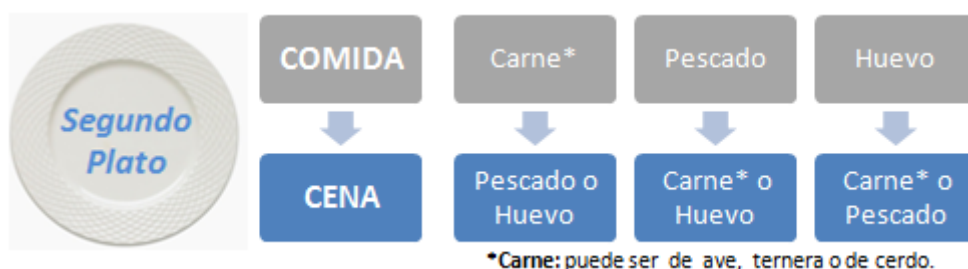 Segundo
Plato
COMIDA
Carne*
Pescado
Huevo
CENA
Pescado o
Huevo
Carne* o
Huevo
Carne* o
Pescado
*Carne: puede ser de ave, ternera o de cerdo.